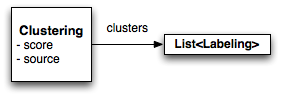 Clustering
- score
- source
clusters
List<Labeling>